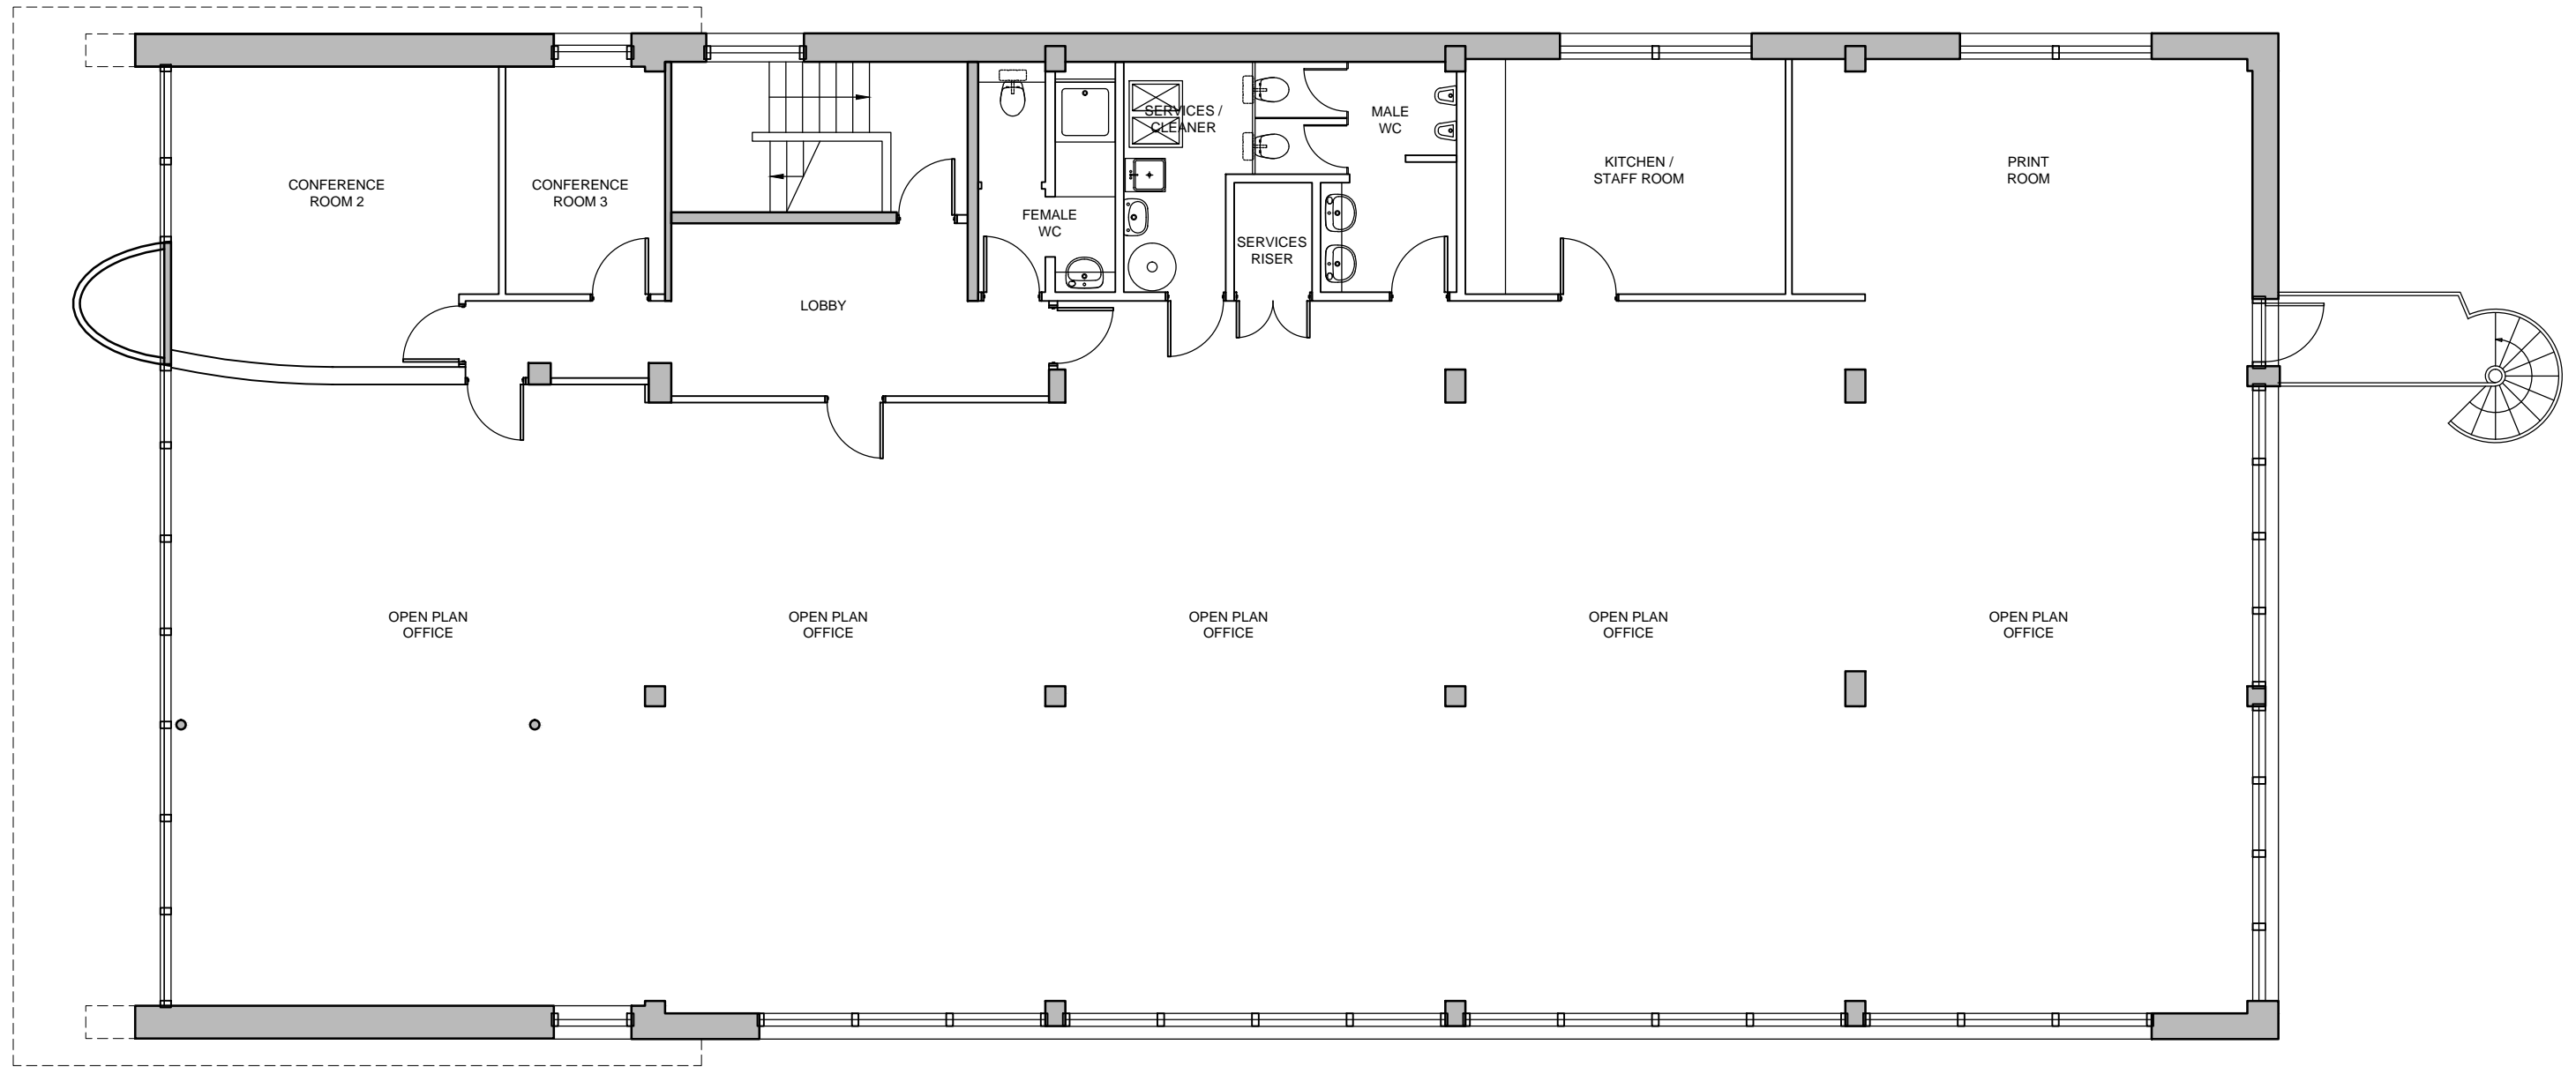 SERVICES /
CLEANER
MALE
WC
KITCHEN /
STAFF ROOM
PRINT
ROOM
CONFERENCE
ROOM 2
CONFERENCE
ROOM 3
FEMALE
WC
SERVICES
RISER
LOBBY
OPEN PLAN
OFFICE
OPEN PLAN
OFFICE
OPEN PLAN
OFFICE
OPEN PLAN
OFFICE
OPEN PLAN
OFFICE